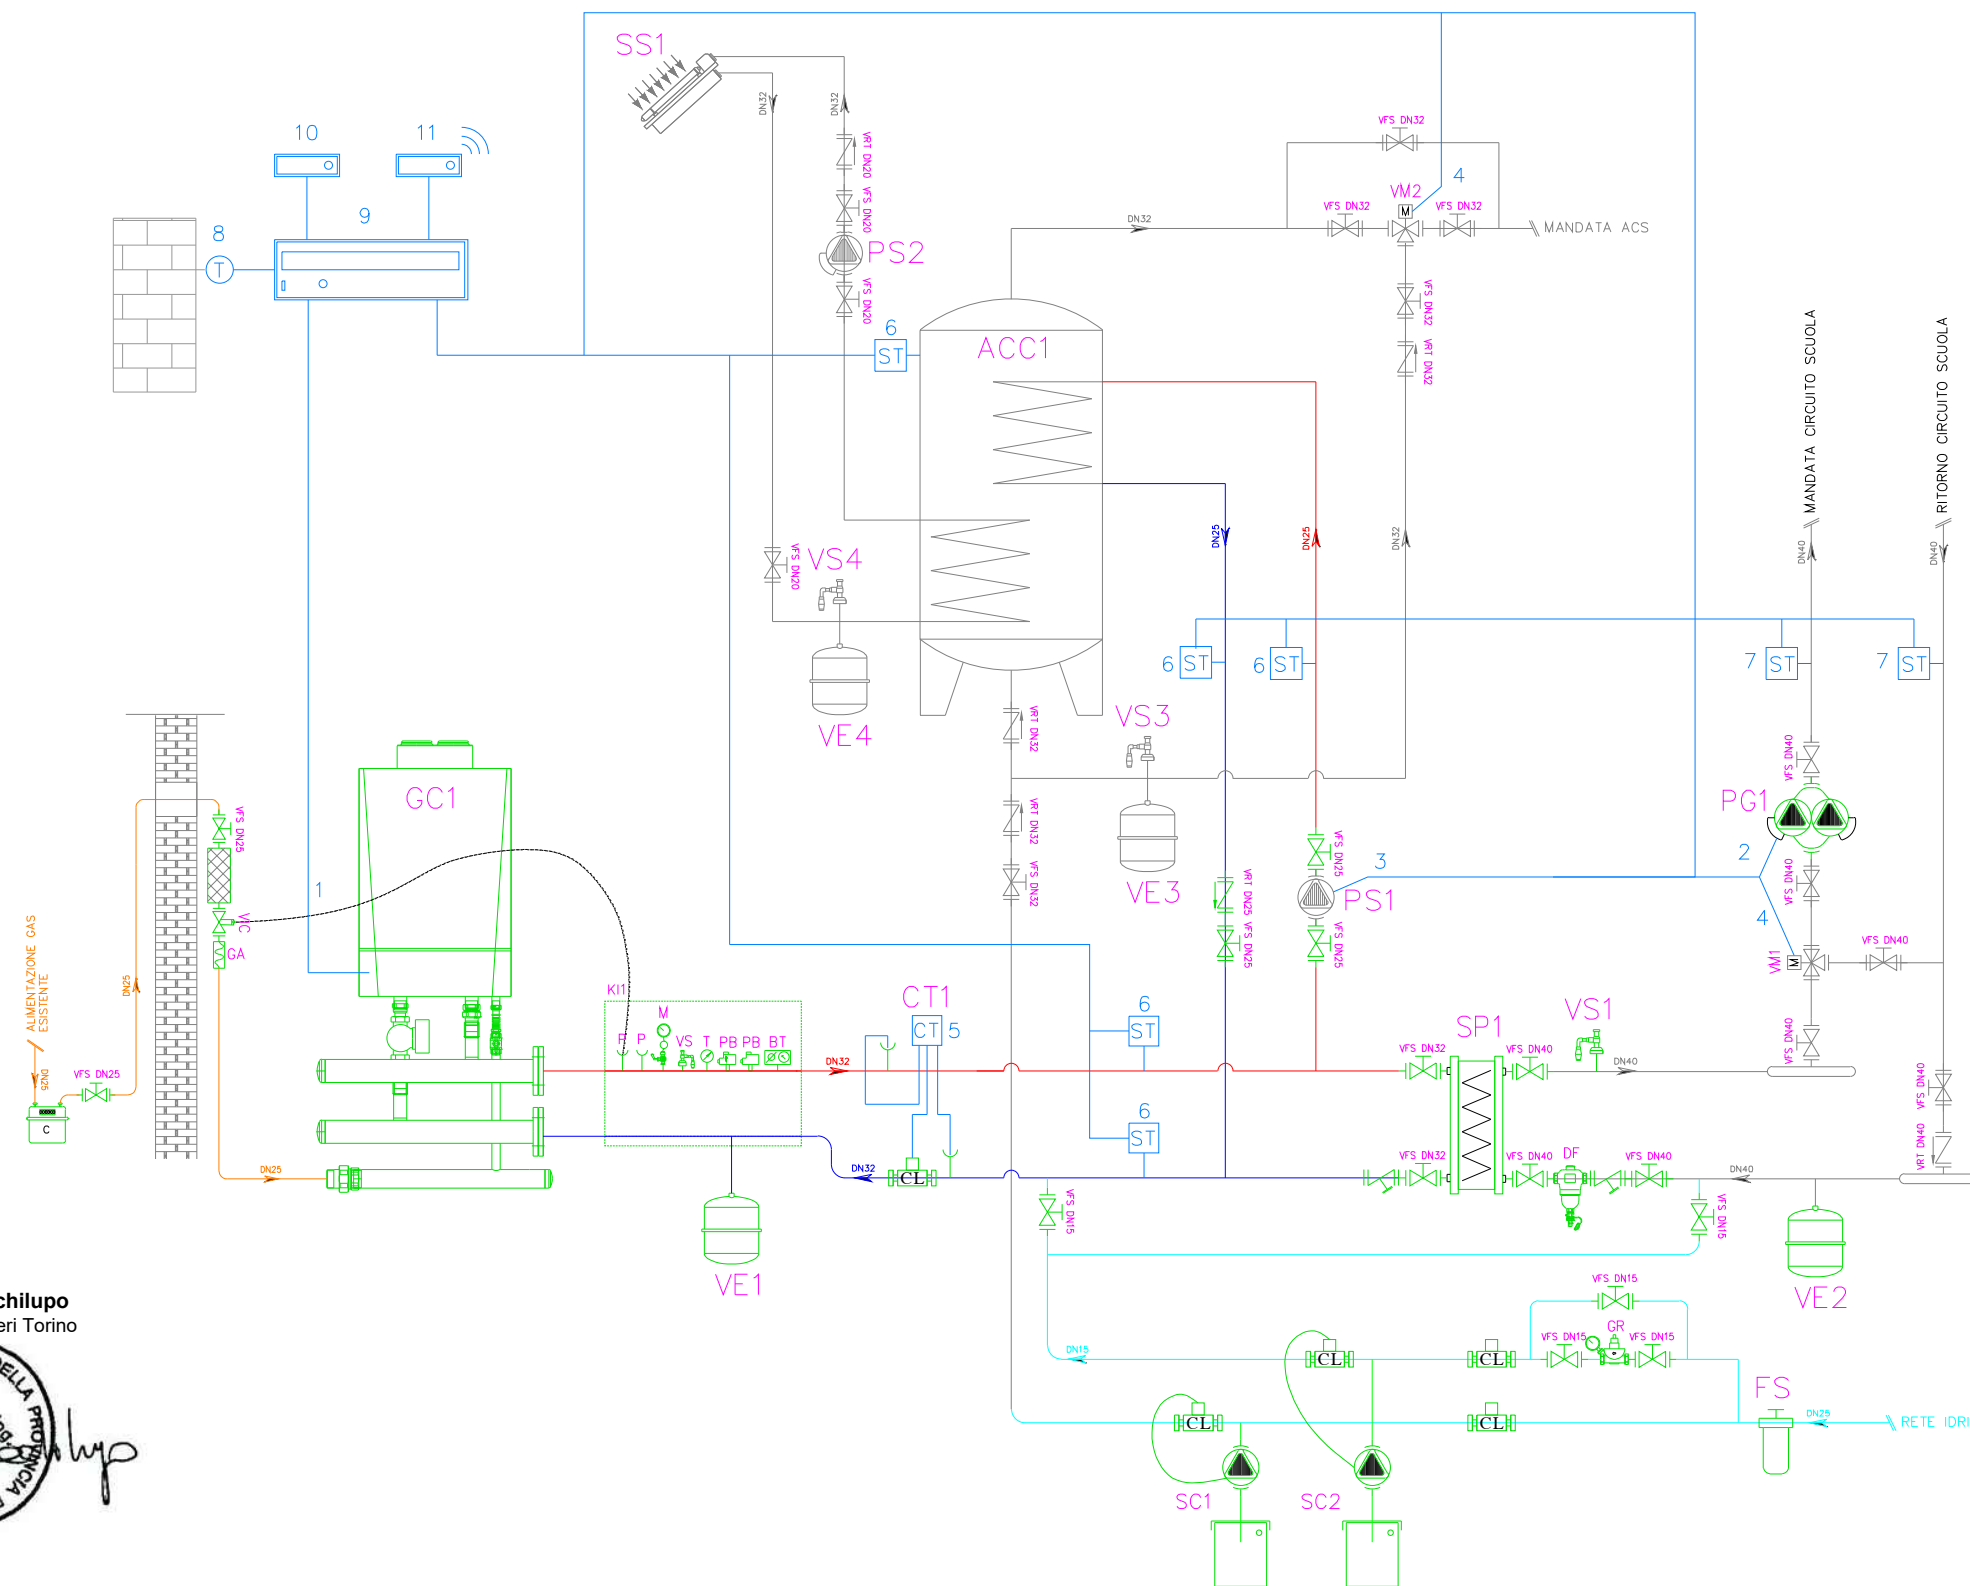 SS1
10
11
9
8
T
DN32
DN32
VRT DN20
VFS DN20
PS2
VFS DN20
VFS DN32
4
VM2
M
VFS DN32
VFS DN32
DN32
MANDATA ACS
VFS DN32
VRT DN32
6
ST
ACC1
MANDATA CIRCUITO SCUOLA
RITORNO CIRCUITO SCUOLA
DN25
DN25
DN32
DN40
DN40
VFS DN20
VS4
VE4
6
ST
6
ST
7
ST
7
ST
VRT DN32
VS3
VE3
VRT DN32
VFS DN32
VFS DN40
PG1
2
VFS DN40
4
VM1
M
VFS DN40
VFS DN40
VFS DN25
3
PS1
VRT DN25
VFS DN25
VFS DN25
GC1
1
VFS DN25
VIC
GA
ALIMENTAZIONE GAS
ESISTENTE
DN25
DN25
VFS DN25
C
DN25
KI1
P
P
M
VS
T
PB
PB
BT
DN32
CT1
CT
5
6
ST
6
ST
DN32
CL
VE1
VFS DN32
SP1
VFS DN40
VS1
DN40
VFS DN32
VFS DN40
DF
VFS DN40
DN40
VFS DN40
VRT DN40
VFS DN15
VFS DN15
VE2
VFS DN15
VFS DN15
GR
VFS DN15
DN15
CL
CL
FS
CL
CL
DN25
RETE IDRI
SC1
SC2
chilupo
eri Torino
DELLA PROVINCIA